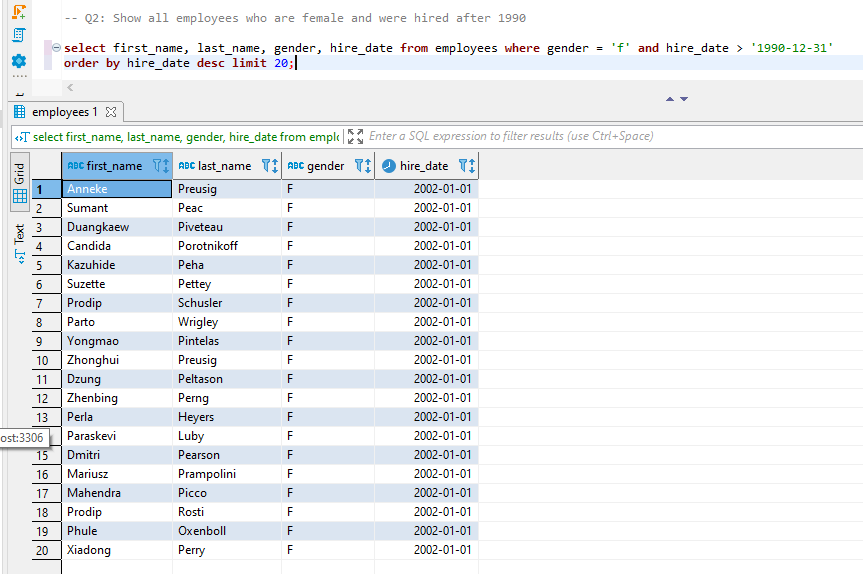 -- Q2: Show all employees who are female and were hired after 1990
select first_name, last_name, gender, hire_date from employees where gender = 'f' and hire_date > '1990-12-31'
order by hire_date desc limit 20;
employees 1
select first_name, last_name, gender, hire_date from emplo
Enter a SQL expression to filter results (use Ctrl+Space)
Grid
Text
ABC first_name ABC last_name ABC gender hire_date
1 Anneke Preusig F 2002-01-01
2 Sumant Peac F 2002-01-01
3 Duangkaew Piveteau F 2002-01-01
4 Candida Porotnikoff F 2002-01-01
5 Kazuhide Peha F 2002-01-01
6 Suzette Pettey F 2002-01-01
7 Prodip Schusler F 2002-01-01
8 Parto Wrigley F 2002-01-01
9 Yongmao Pintelas F 2002-01-01
10 Zhonghui Preusig F 2002-01-01
11 Dzung Peltason F 2002-01-01
12 Zhenbing Perng F 2002-01-01
13 Perla Heyers F 2002-01-01
ost:3306 Paraskevi Luby F 2002-01-01
15 Dmitri Pearson F 2002-01-01
16 Mariusz Prampolini F 2002-01-01
17 Mahendra Picco F 2002-01-01
18 Prodip Rosti F 2002-01-01
19 Phule Oxenboll F 2002-01-01
20 Xiadong Perry F 2002-01-01